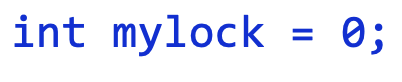 int mylock = 0;